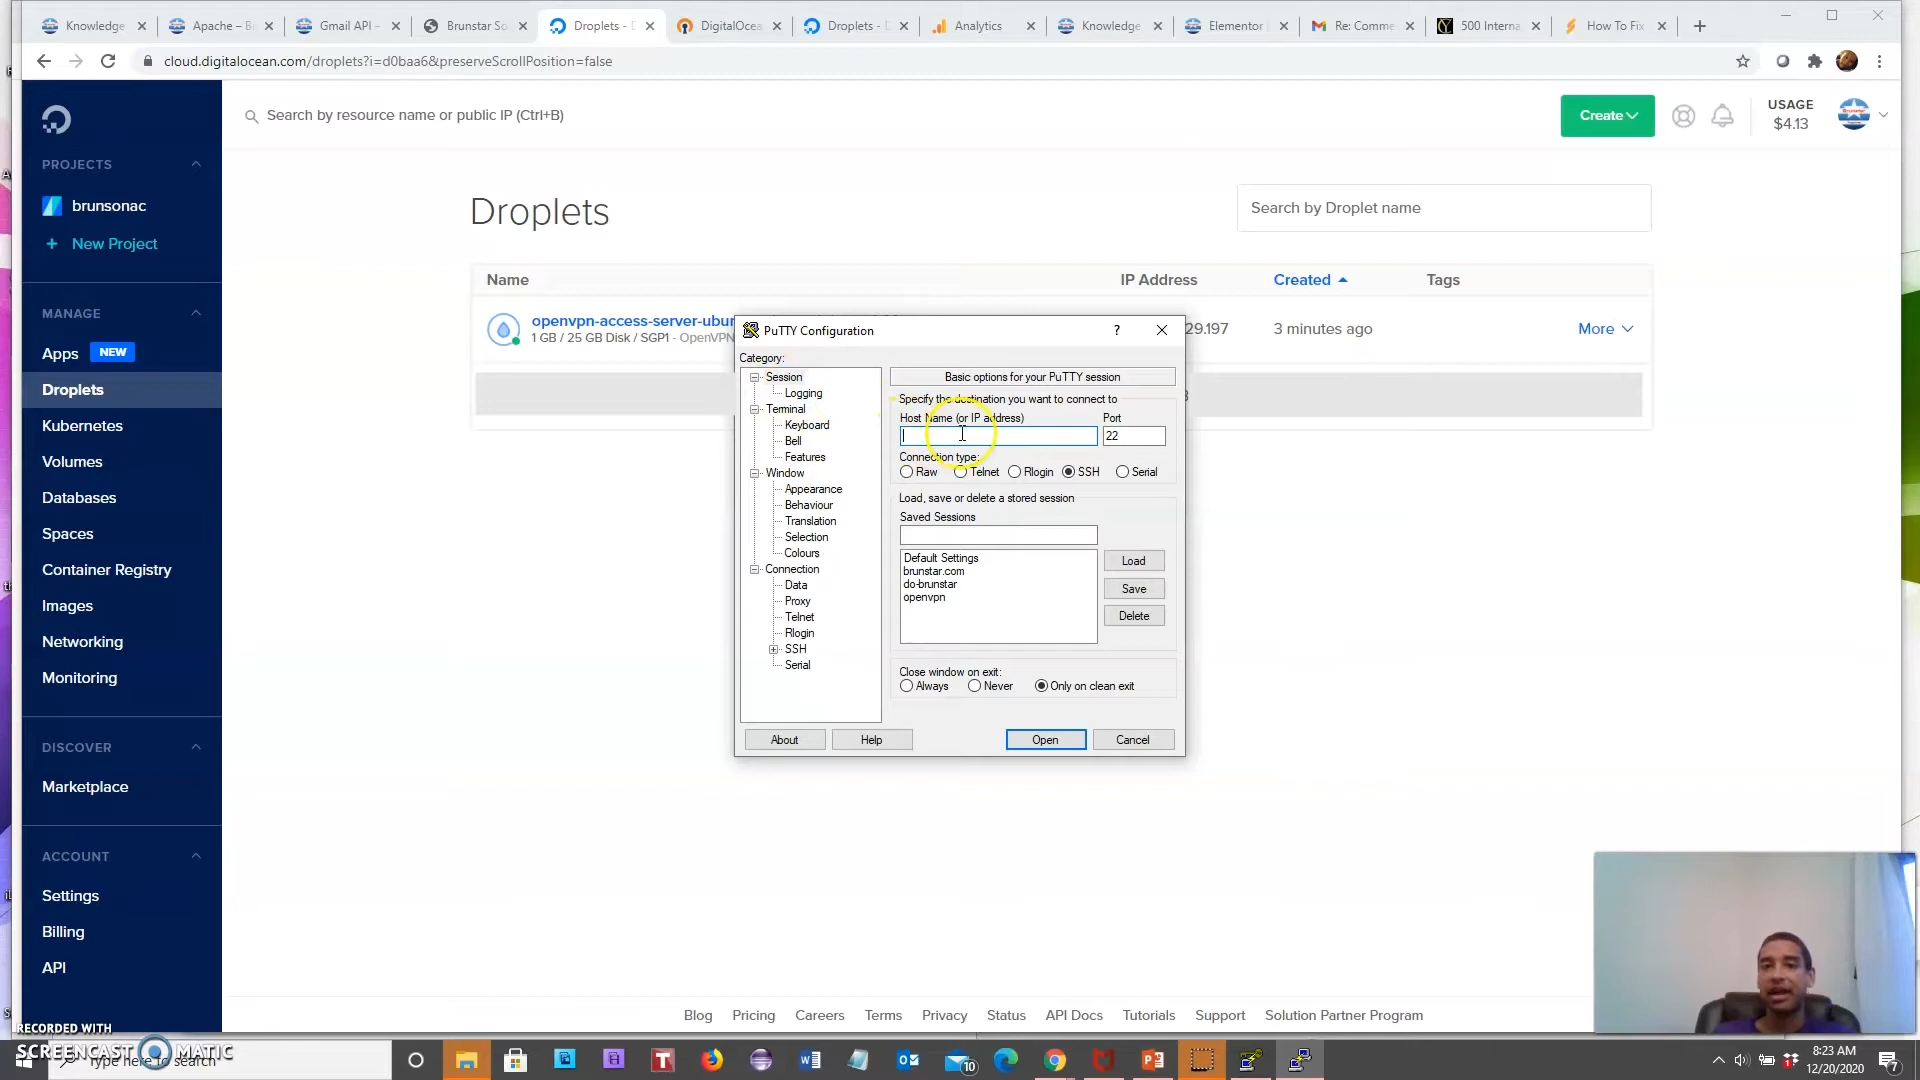 Knowledge
Apache – B
Gmail API –
Brunstar So
Droplets - D
DigitalOcea
Droplets - D
Analytics
Knowledge
Elementor
Re: Comme
500 Interna
How To Fix
cloud.digitalocean.com/droplets?i=d0baa6&preserveScrollPosition=false
Search by resource name or public IP (Ctrl+B)
Create
USAGE
$4.13
PROJECTS
brunsonac
+ New Project
MANAGE
Apps NEW
Droplets
Kubernetes
Volumes
Databases
Spaces
Container Registry
Images
Networking
Monitoring
DISCOVER
Marketplace
ACCOUNT
Settings
Billing
API
Droplets
Search by Droplet name
Name
IP Address
Created
Tags
openvpn-access-server-ubun
1 GB / 25 GB Disk / SGP1 - OpenVPN
29.197
3 minutes ago
More
PuTTY Configuration
?
Category:
Session
Logging
Terminal
Keyboard
Bell
Features
Window
Appearance
Behaviour
Translation
Selection
Colours
Connection
Data
Proxy
Telnet
Rlogin
SSH
Serial
Basic options for your PuTTY session
Specify the destination you want to connect to
Host Name (or IP address)
Port
22
Connection type:
Raw Telnet Rlogin SSH Serial
Load, save or delete a stored session
Saved Sessions
Default Settings
brunstar.com
do-brunstar
openvpn
Load
Save
Delete
Close window on exit:
Always Never Only on clean exit
About
Help
Open
Cancel
Blog Pricing Careers Terms Privacy Status API Docs Tutorials Support Solution Partner Program
RECORDED WITH
SCREENCAST MATIC
Type here to search
10
8:23 AM
12/20/2020
7